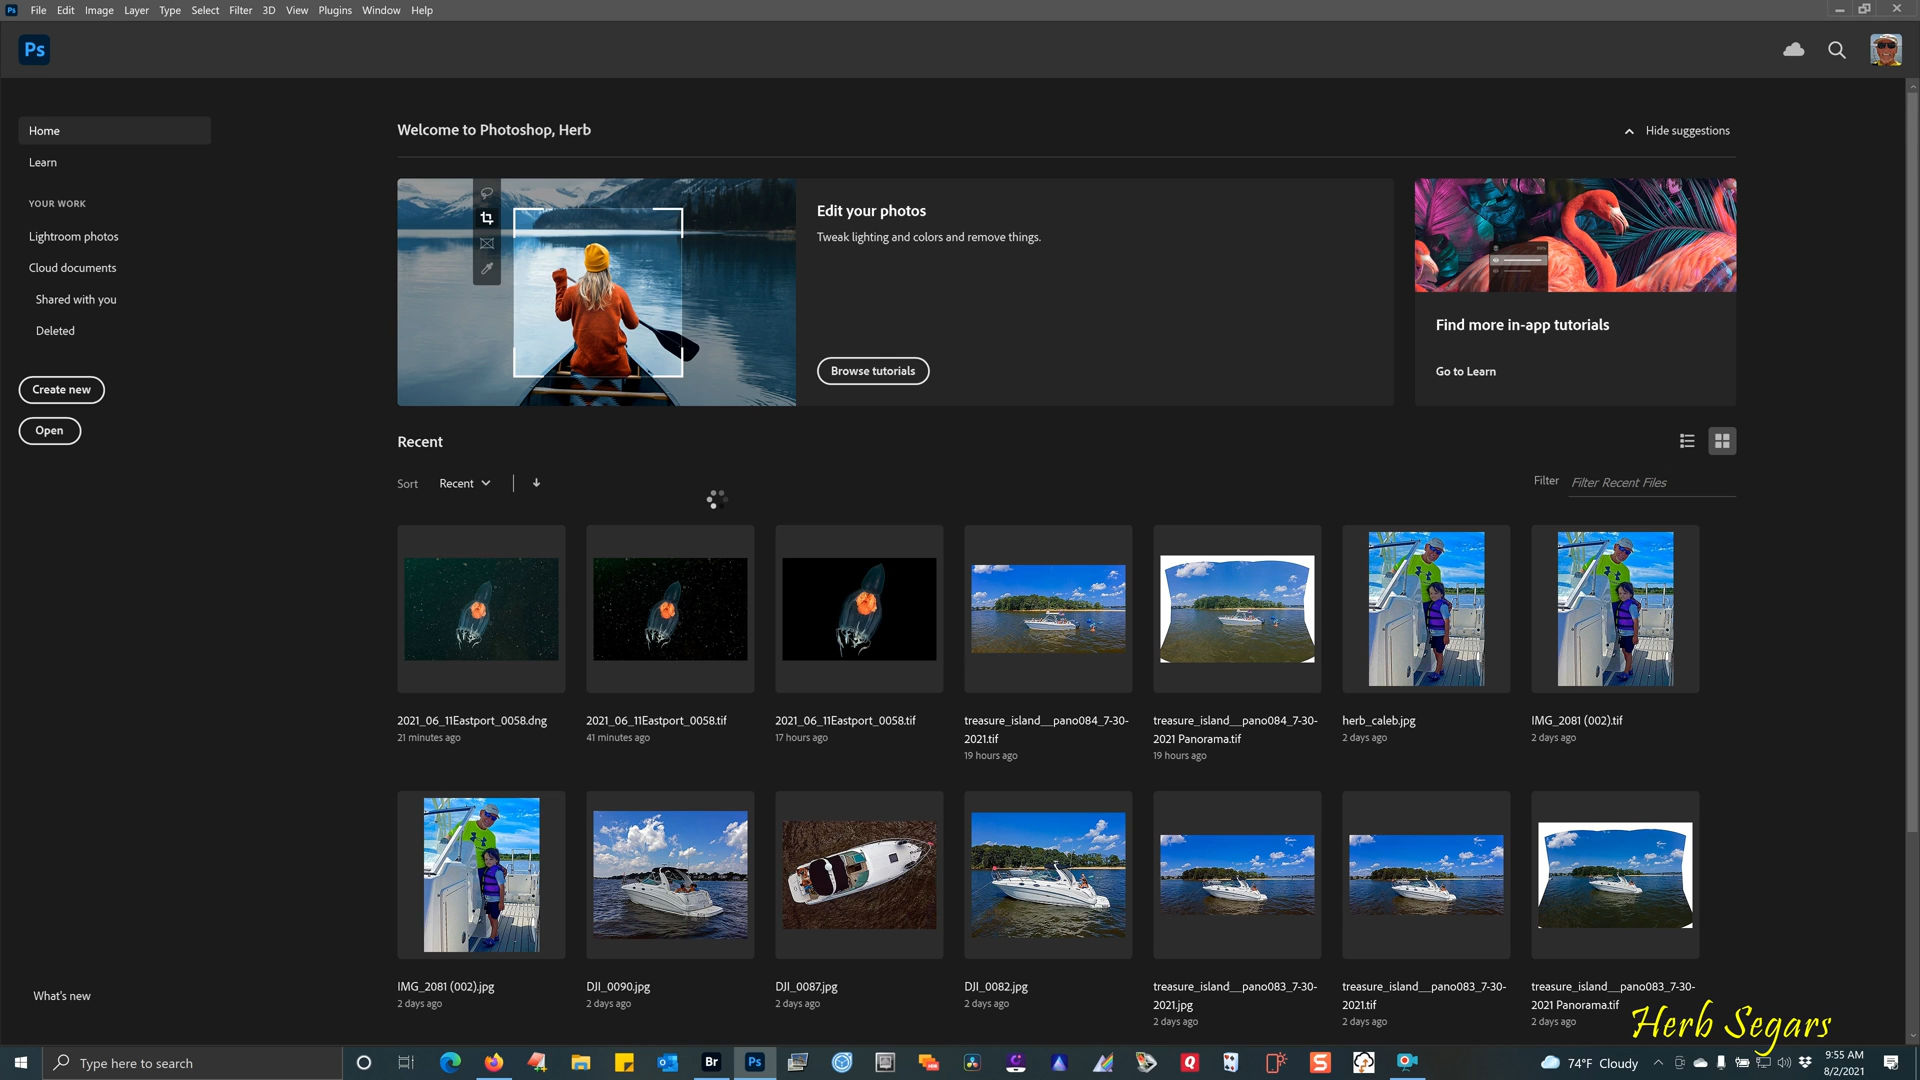 Ps File Edit Image Layer Type Select Filter 3D View Plugins Window Help
Ps
Home
Learn
YOUR WORK
Lightroom photos
Cloud documents
Shared with you
Deleted
Create new
Open
What's new
Welcome to Photoshop, Herb
Hide suggestions
Edit your photos
Tweak lighting and colors and remove things.
Browse tutorials
Find more in-app tutorials
Go to Learn
Recent
Sort Recent
Filter Filter Recent Files
2021_06_11Eastport_0058.dng
21 minutes ago
2021_06_11Eastport_0058.tif
41 minutes ago
2021_06_11Eastport_0058.tif
17 hours ago
treasure_island__pano084_7-30-
2021.tif
19 hours ago
treasure_island__pano084_7-30-
2021 Panorama.tif
19 hours ago
herb_caleb.jpg
2 days ago
IMG_2081 (002).tif
2 days ago
IMG_2081 (002).jpg
2 days ago
DJI_0090.jpg
2 days ago
DJI_0087.jpg
2 days ago
DJI_0082.jpg
2 days ago
treasure_island__pano083_7-30-
2021.jpg
2 days ago
treasure_island__pano083_7-30-
2021.tif
2 days ago
treasure_island__pano083_7-30-
2021 Panorama.tif
2 days ago
Herb Segars
Type here to search
Br
Ps
74°F Cloudy
9:55 AM
8/2/2021